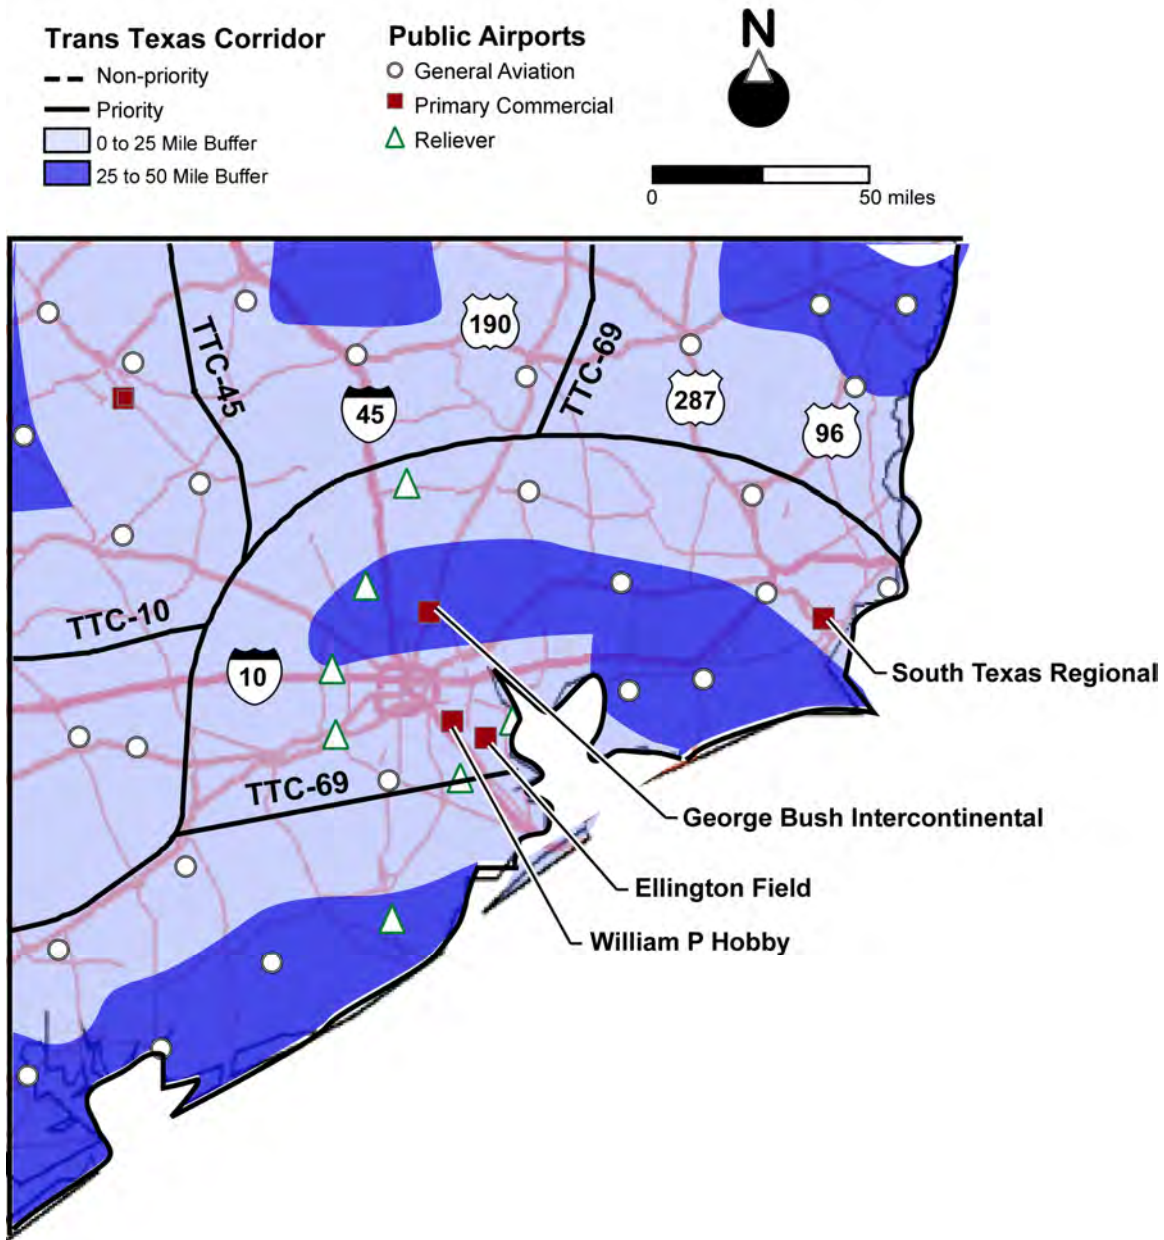 Trans Texas Corridor
Non-priority
Priority
0 to 25 Mile Buffer
25 to 50 Mile Buffer
Public Airports
General Aviation
Primary Commercial
Reliever
N
0
50 miles
190
TTC-69
TTC-45
45
287
96
TTC-10
10
South Texas Regional
TTC-69
George Bush Intercontinental
Ellington Field
William P Hobby